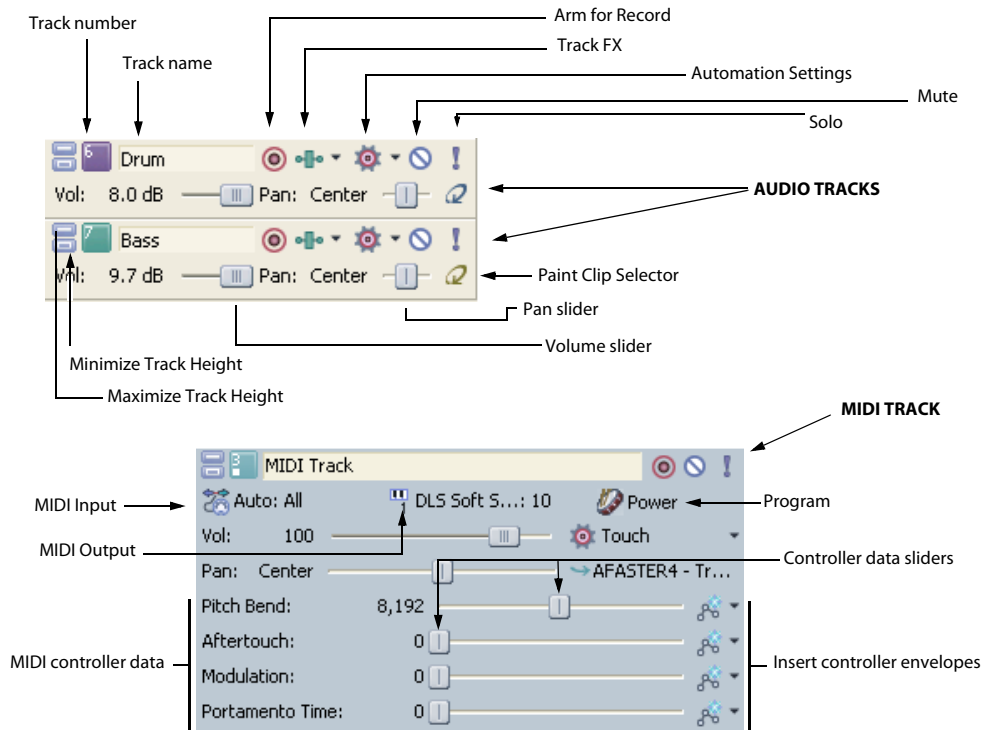 Track number
Track name
Arm for Record
Track FX
Automation Settings
Mute
Solo
6 Drum
Vol: 8.0 dB Pan: Center
AUDIO TRACKS
7 Bass
Vol: 9.7 dB Pan: Center
Paint Clip Selector
Pan slider
Volume slider
Minimize Track Height
Maximize Track Height
MIDI TRACK
3 MIDI Track
MIDI Input
Auto: All DLS Soft S...: 10 Power
Program
MIDI Output
Vol: 100 Touch
Controller data sliders
Pan: Center AFASTER4 - Tr...
Pitch Bend: 8,192
Aftertouch: 0
MIDI controller data
Insert controller envelopes
Modulation: 0
Portamento Time: 0